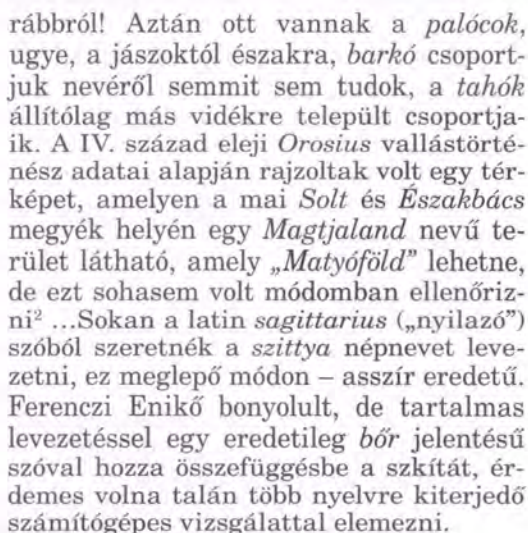 rábbról! Aztán ott vannak a palócok,
ugye, a jászoktól északra, barkó csoport-
juk nevéről semmit sem tudok, a tahók
állítólag más vidékre települt csoportja-
ik. A IV. század eleji Orosius vallástörté-
nész adatai alapján rajzoltak volt egy tér-
képet, amelyen a mai Solt és Északbács
megyék helyén egy Magtjaland nevű te-
rület látható, amely „Matyóföld” lehetne,
de ezt sohasem volt módomban ellenőriz-
ni² ...Sokan a latin sagittarius („nyilazó”)
szóból szeretnék a szittya népnevet leve-
zetni, ez meglepő módon – asszír eredetű.
Ferenczi Enikő bonyolult, de tartalmas
levezetéssel egy eredetileg bőr jelentésű
szóval hozza összefüggésbe a szkítát, ér-
demes volna talán több nyelvre kiterjedő
számítógépes vizsgálattal elemezni.